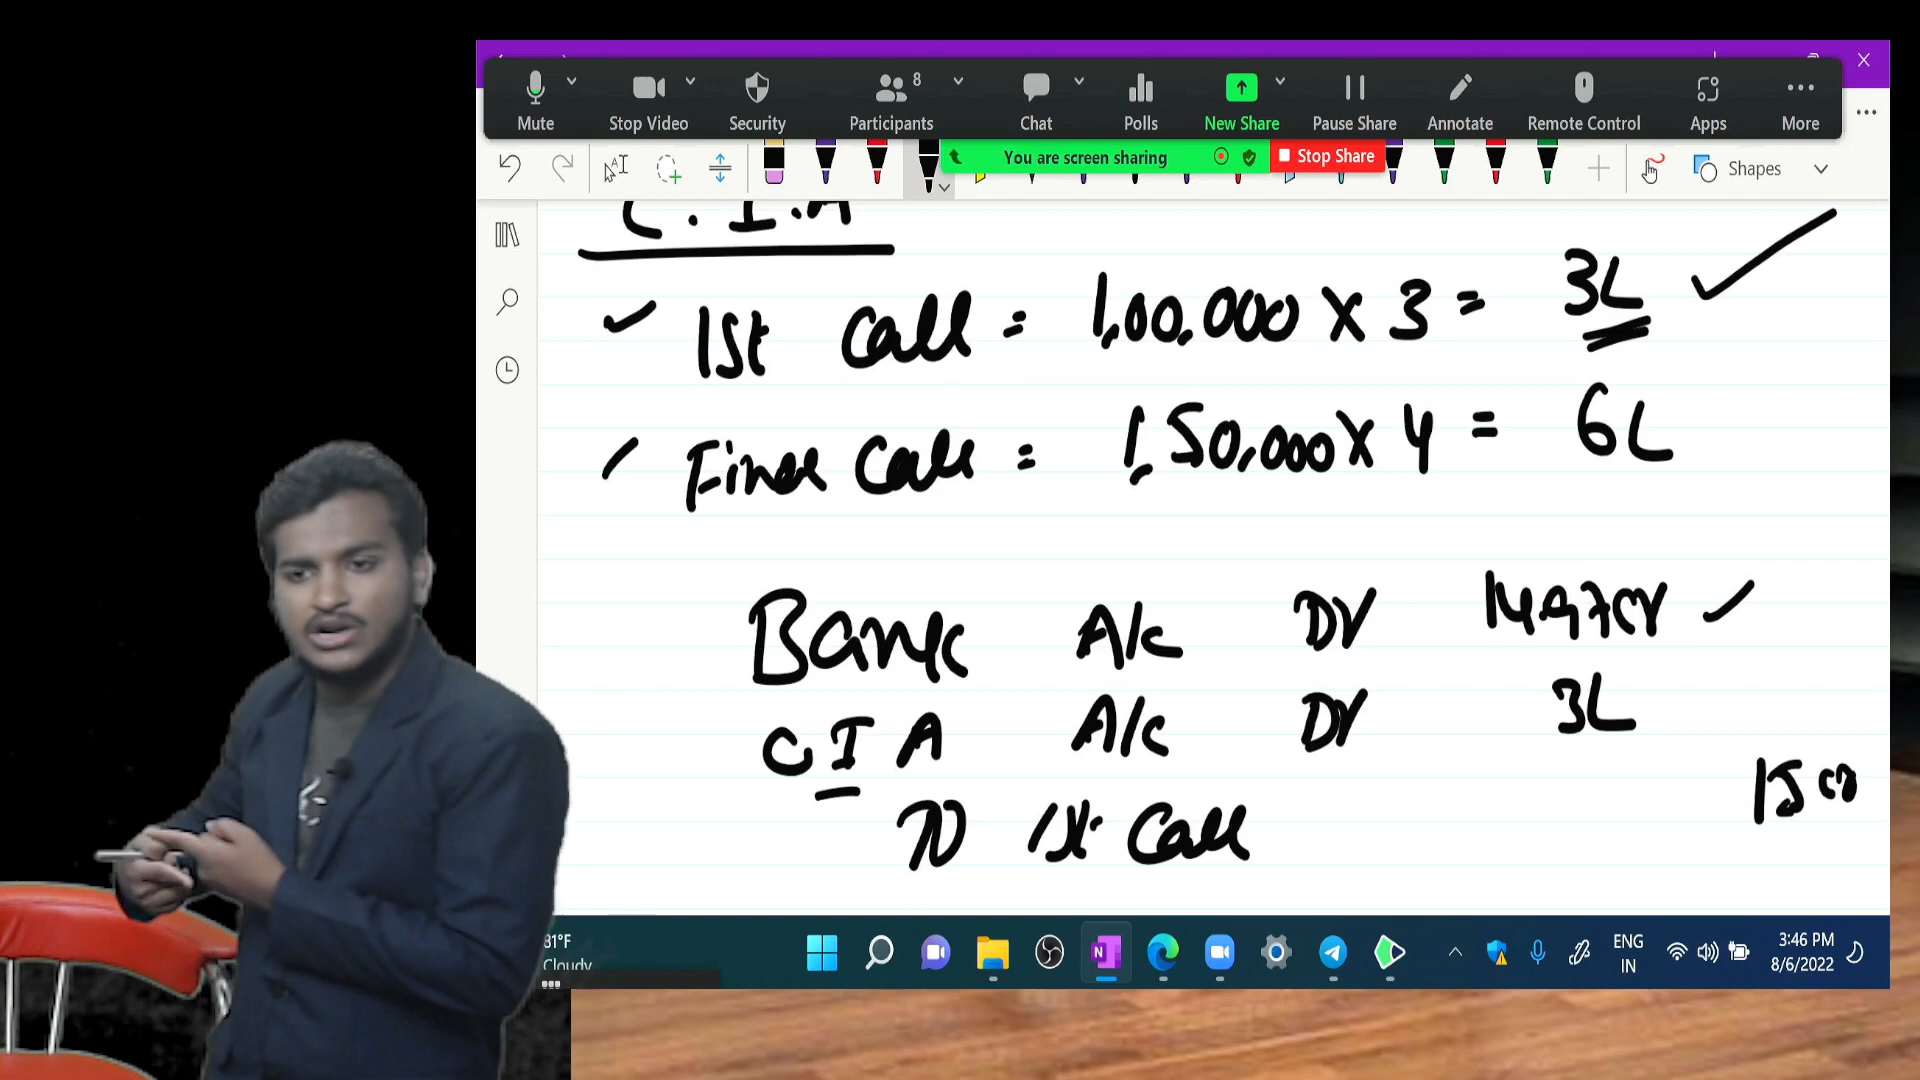 Mute
Stop Video
Security
Participants 8
Chat
Polls
New Share
Pause Share
Annotate
Remote Control
Apps
More
You are screen sharing
Stop Share
Shapes
C.I.A
1st Call = 1,00,000 X 3 = 3L
Final Call = 1,50,000 X 4 = 6L
Bank A/c Dr
CIA A/c Dr 3L
To 1st Call 15cr
81°F
Cloudy
ENG
IN
3:46 PM
8/6/2022